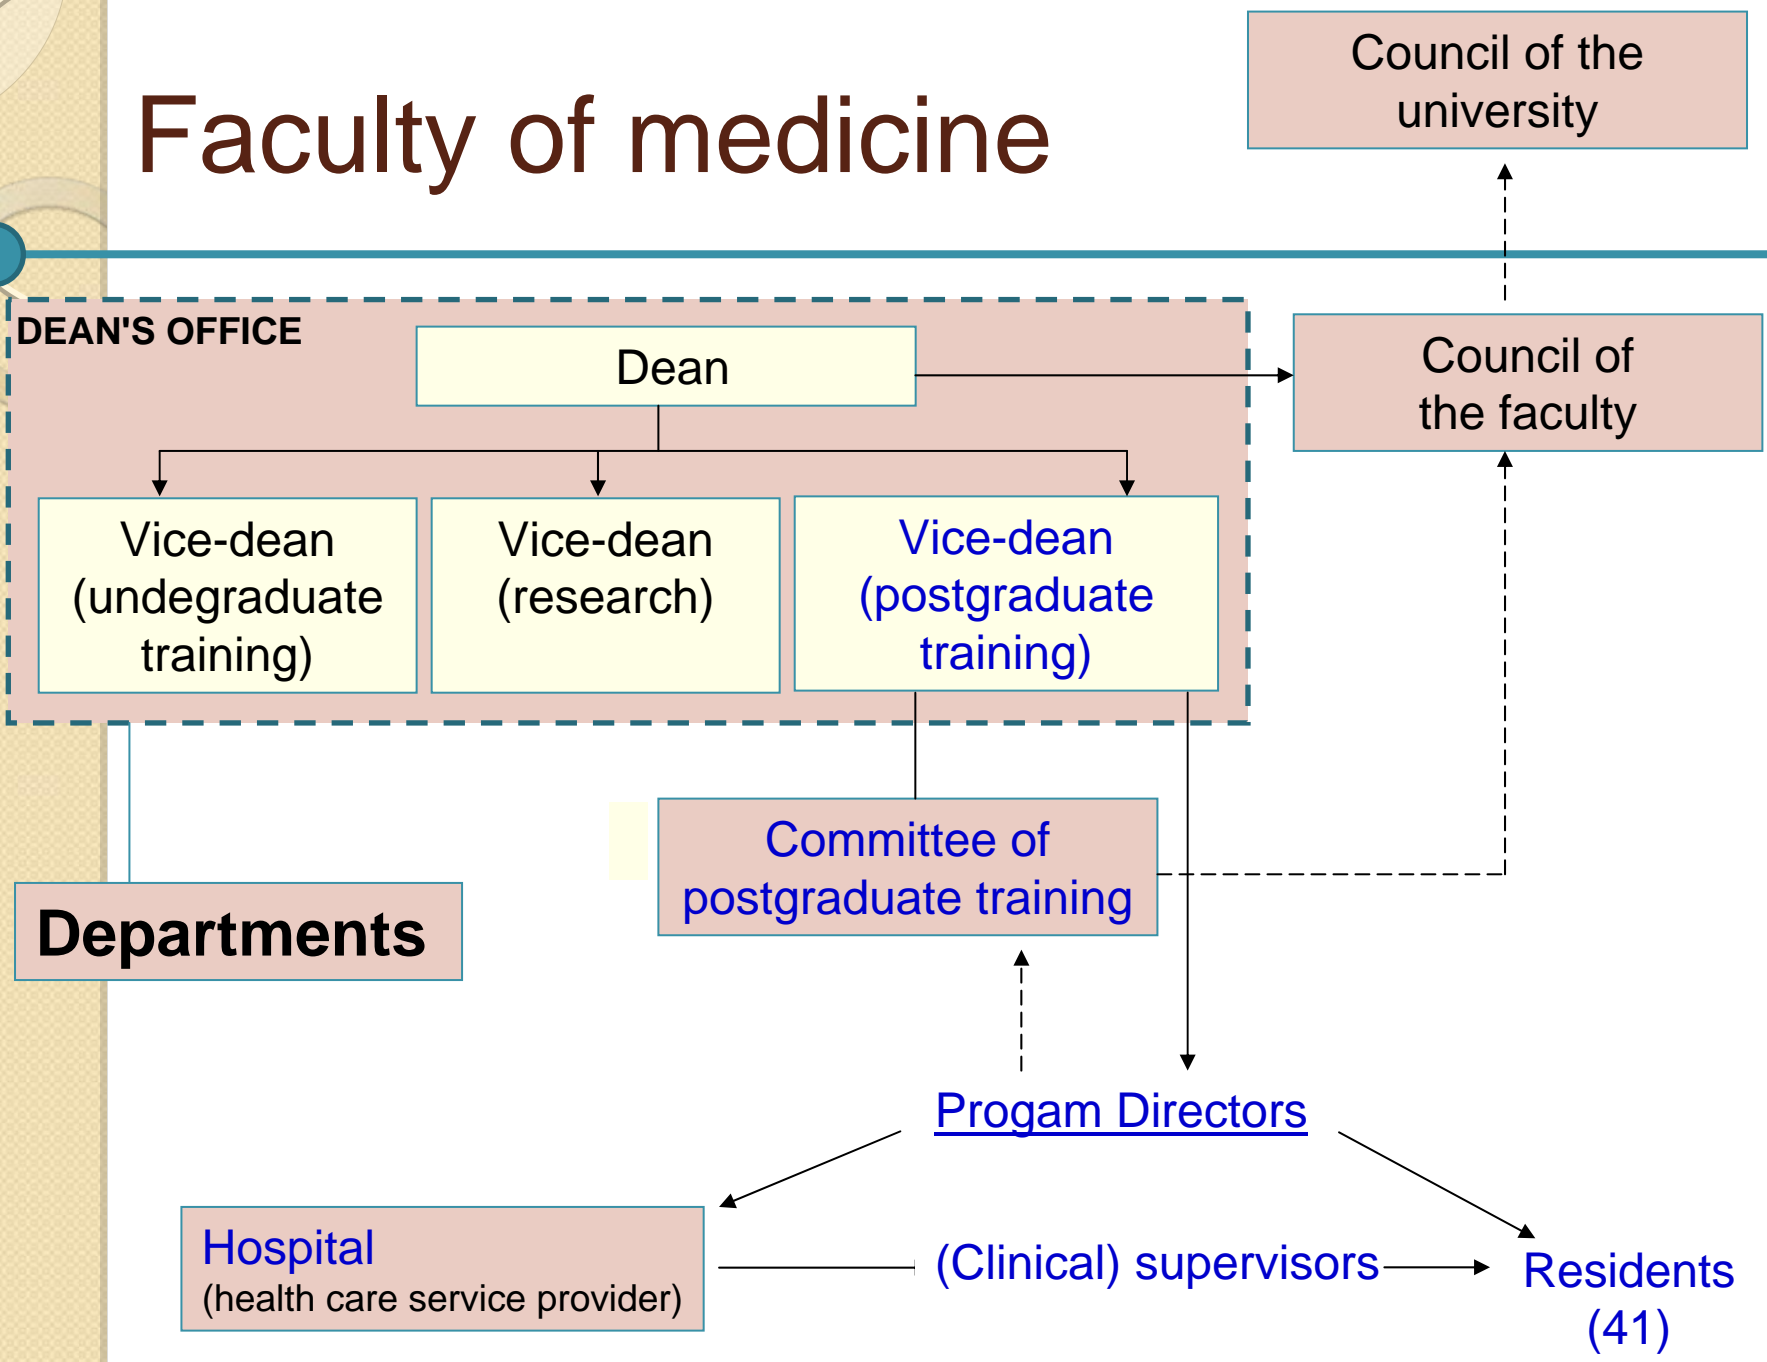 Faculty of medicine
Council of the
university
DEAN'S OFFICE
Dean
Council of
the faculty
Vice-dean
(undegraduate
training)
Vice-dean
(research)
Vice-dean
(postgraduate
training)
Committee of
postgraduate training
Departments
Progam Directors
Hospital
(health care service provider)
(Clinical) supervisors
Residents
(41)